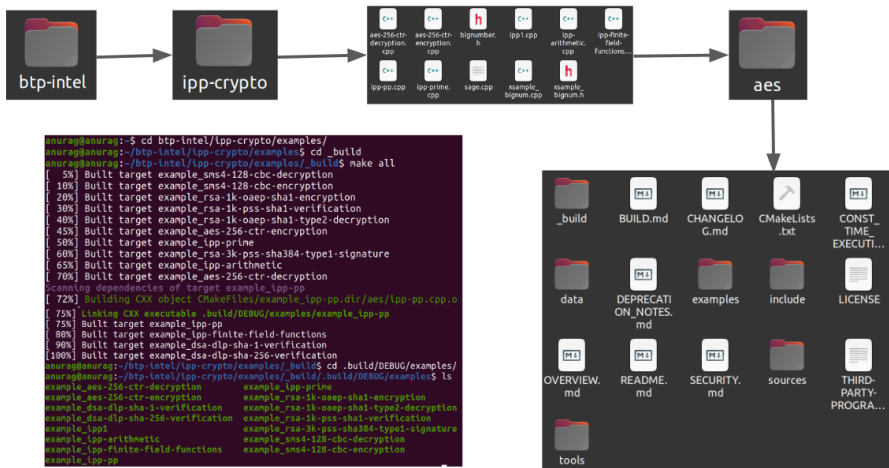 btp-intel
ipp-crypto
C++ C++ h C++ C++ C++
aes-256-ctr-decryption.cpp
aes-256-ctr-encryption.cpp
bignumber.h
ipp1.cpp
ipp-arithmetic.cpp
ipp-finite-field-functions...
C++ C++ C++ h
ipp-pp.cpp
ipp-prime.cpp
sage.cpp
xsample_bignum.cpp
xsample_bignum.h
aes
anurag@anurag:~$ cd btp-intel/ipp-crypto/examples/
anurag@anurag:~/btp-intel/ipp-crypto/examples$ cd _build
anurag@anurag:~/btp-intel/ipp-crypto/examples/_build$ make all
[  5%] Built target example_sms4-128-cbc-decryption
[ 10%] Built target example_sms4-128-cbc-encryption
[ 20%] Built target example_rsa-1k-oaep-sha1-encryption
[ 30%] Built target example_rsa-1k-pss-sha1-verification
[ 40%] Built target example_rsa-1k-oaep-sha1-type2-decryption
[ 45%] Built target example_aes-256-ctr-encryption
[ 50%] Built target example_ipp-prime
[ 60%] Built target example_rsa-3k-pss-sha384-type1-signature
[ 65%] Built target example_ipp-arithmetic
[ 70%] Built target example_aes-256-ctr-decryption
Scanning dependencies of target example_ipp-pp
[ 72%] Building CXX object CMakeFiles/example_ipp-pp.dir/aes/ipp-pp.cpp.o
[ 75%] Linking CXX executable .build/DEBUG/examples/example_ipp-pp
[ 75%] Built target example_ipp-pp
[ 80%] Built target example_ipp-finite-field-functions
[ 90%] Built target example_dsa-dlp-sha-1-verification
[100%] Built target example_dsa-dlp-sha-256-verification
anurag@anurag:~/btp-intel/ipp-crypto/examples/_build$ cd .build/DEBUG/examples/
anurag@anurag:~/btp-intel/ipp-crypto/examples/_build/.build/DEBUG/examples$ ls
example_aes-256-ctr-decryption example_ipp-prime
example_aes-256-ctr-encryption example_rsa-1k-oaep-sha1-encryption
example_dsa-dlp-sha-1-verification example_rsa-1k-oaep-sha1-type2-decryption
example_dsa-dlp-sha-256-verification example_rsa-1k-pss-sha1-verification
example_ipp1 example_rsa-3k-pss-sha384-type1-signature
example_ipp-arithmetic example_sms4-128-cbc-decryption
example_ipp-finite-field-functions example_sms4-128-cbc-encryption
example_ipp-pp
_build
BUILD.md
CHANGELOG.md
CMakeLists.txt
CONST_TIME_EXECUTI...
data
DEPRECATION_NOTES.md
examples
include
LICENSE
OVERVIEW.md
README.md
SECURITY.md
sources
THIRD-PARTY-PROGRA...
tools